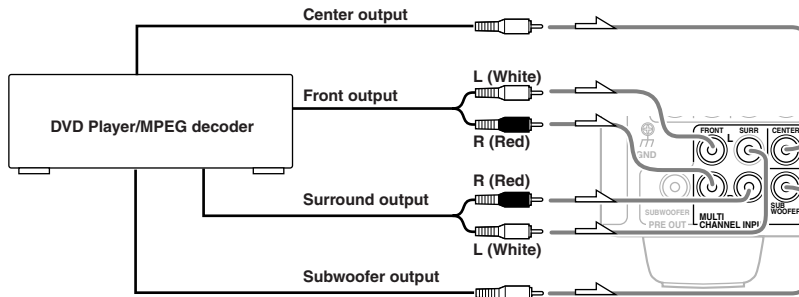 Center output
L (White)
Front output
DVD Player/MPEG decoder
R (Red)
FRONT
L
SURR
CENTER
GND
R (Red)
Surround output
SUBWOOFER
PRE OUT
MULTI
CHANNEL INPU
SUB
WOOFER
L (White)
Subwoofer output